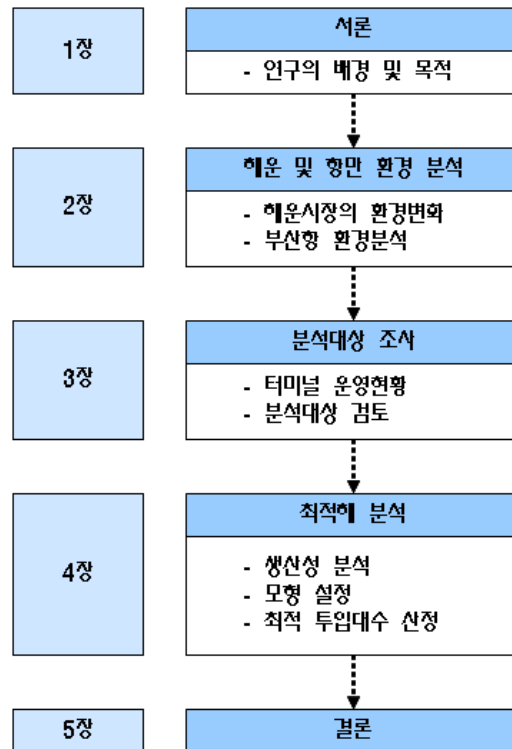 1장
서론
- 연구의 배경 및 목적
2장
해운 및 항만 환경 분석
- 해운시장의 환경변화
- 부산항 환경분석
3장
분석대상 조사
- 터미널 운영현황
- 분석대상 검토
4장
최적해 분석
- 생산성 분석
- 모형 설정
- 최적 투입대수 산정
5장
결론